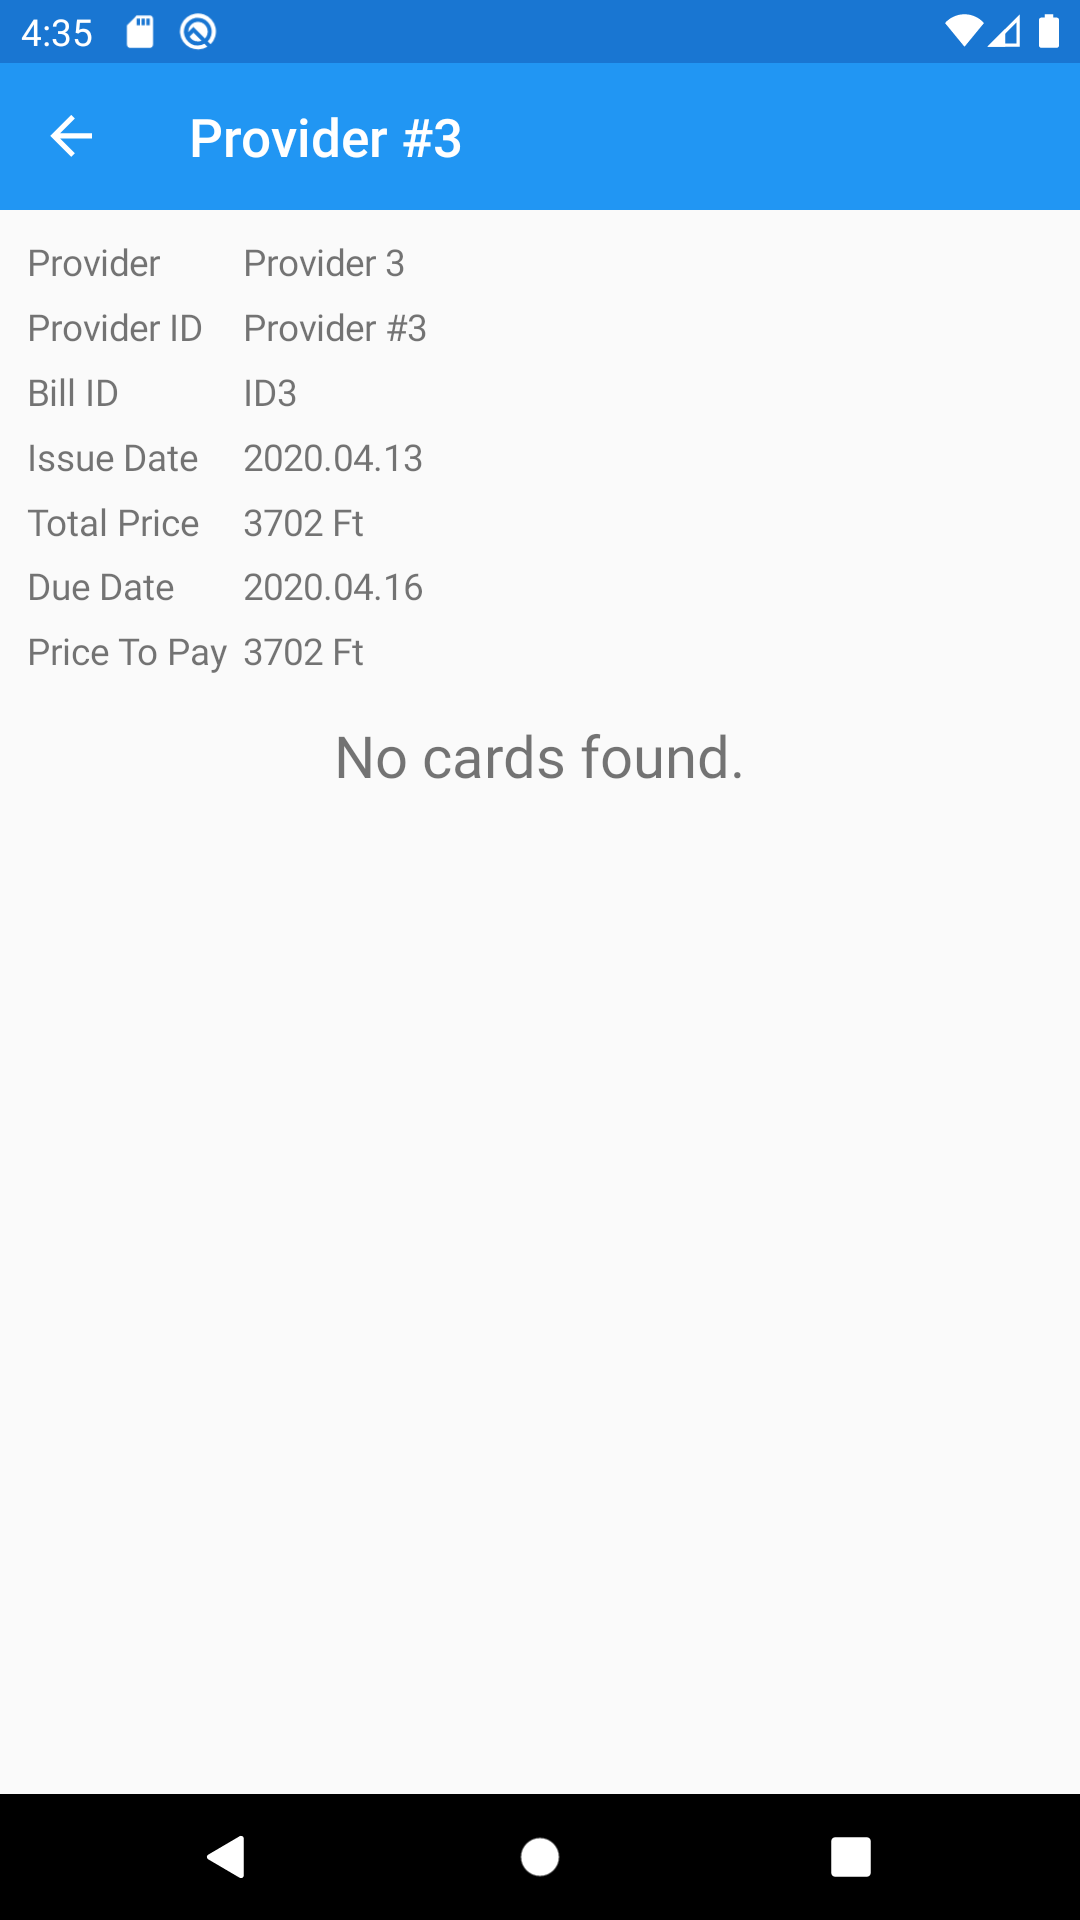 4:35
Provider #3
Provider Provider 3
Provider ID Provider #3
Bill ID ID3
Issue Date 2020.04.13
Total Price 3702 Ft
Due Date 2020.04.16
Price To Pay 3702 Ft
No cards found.